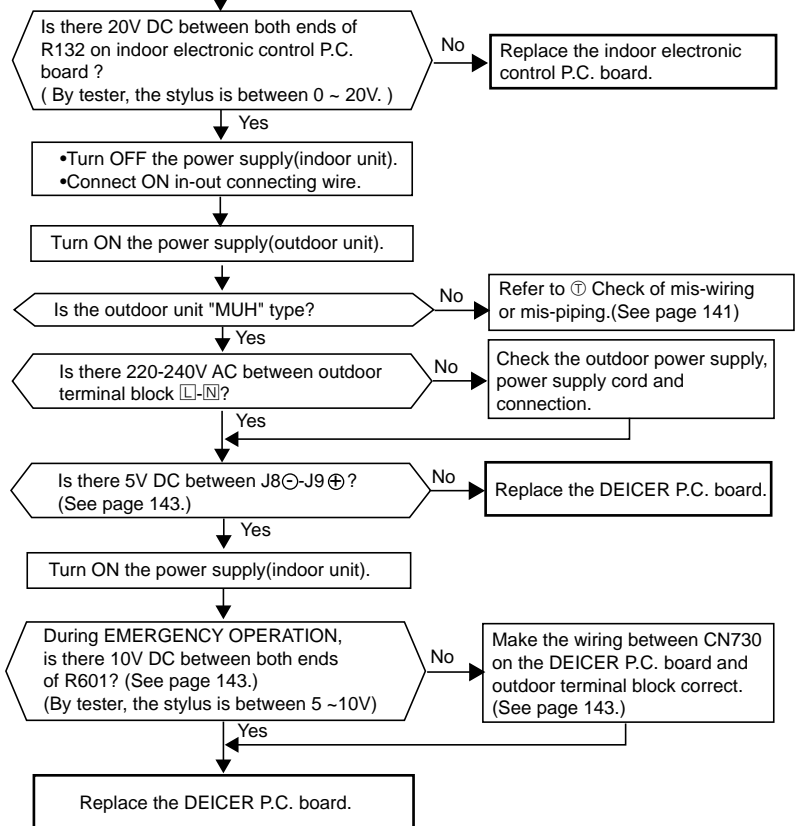 Is there 20V DC between both ends of
R132 on indoor electronic control P.C.
board ?
( By tester, the stylus is between 0 ~ 20V. )
No
Replace the indoor electronic
control P.C. board.
Yes
•Turn OFF the power supply(indoor unit).
•Connect ON in-out connecting wire.
Turn ON the power supply(outdoor unit).
Is the outdoor unit "MUH" type?
No
Refer to Ⓣ Check of mis-wiring
or mis-piping.(See page 141)
Yes
Is there 220-240V AC between outdoor
terminal block 🄻-🄽?
No
Check the outdoor power supply,
power supply cord and
connection.
Yes
Is there 5V DC between J8⊖-J9⊕?
(See page 143.)
No
Replace the DEICER P.C. board.
Yes
Turn ON the power supply(indoor unit).
During EMERGENCY OPERATION,
is there 10V DC between both ends
of R601? (See page 143.)
(By tester, the stylus is between 5 ~10V)
No
Make the wiring between CN730
on the DEICER P.C. board and
outdoor terminal block correct.
(See page 143.)
Yes
Replace the DEICER P.C. board.